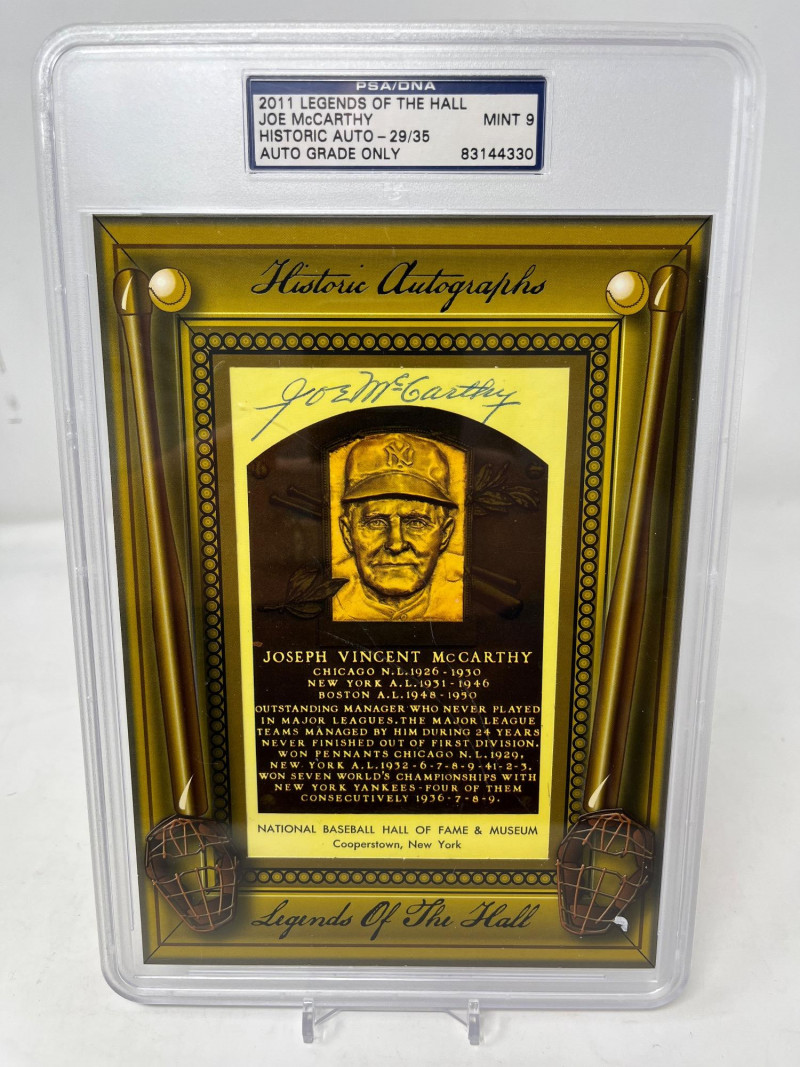 PSA/DNA
2011 LEGENDS OF THE HALL
JOE McCARTHY MINT 9
HISTORIC AUTO - 29/35
AUTO GRADE ONLY 83144330
Historic Autographs
Joe McCarthy
NY
JOSEPH VINCENT McCARTHY
CHICAGO N.L. 1926 - 1930
NEW YORK A.L. 1931 - 1946
BOSTON A.L. 1948 - 1950
OUTSTANDING MANAGER WHO NEVER PLAYED
IN MAJOR LEAGUES. THE MAJOR LEAGUE
TEAMS MANAGED BY HIM DURING 24 YEARS
NEVER FINISHED OUT OF FIRST DIVISION.
WON PENNANTS CHICAGO N.L. 1929,
NEW YORK A.L. 1932 - 6 - 7 - 8 - 9 - 41 - 2 - 3.
WON SEVEN WORLD'S CHAMPIONSHIPS WITH
NEW YORK YANKEES - FOUR OF THEM
CONSECUTIVELY 1936 - 7 - 8 - 9.
NATIONAL BASEBALL HALL OF FAME & MUSEUM
Cooperstown, New York
Legends Of The Hall